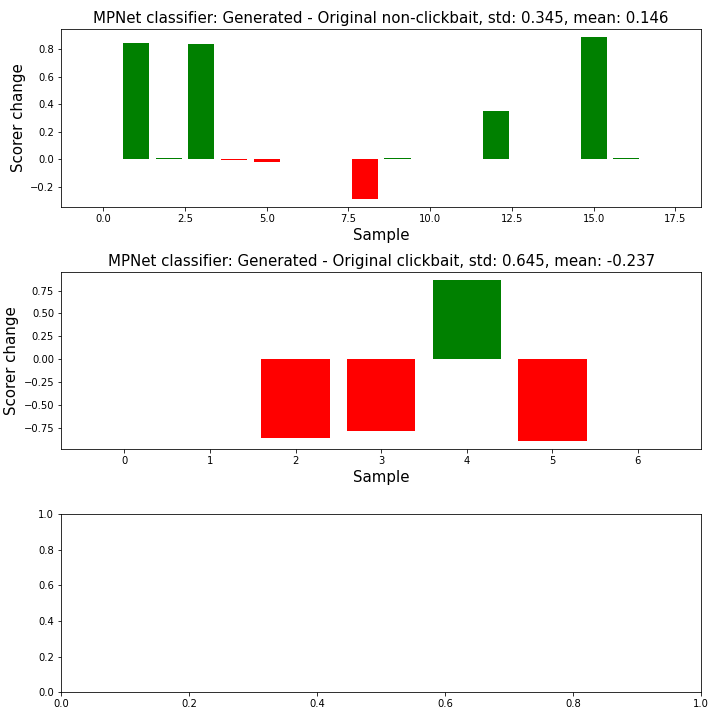 MPNet classifier: Generated - Original non-clickbait, std: 0.345, mean: 0.146
0.8
0.6
0.4
0.2
0.0
−0.2
Scorer change
0.0 2.5 5.0 7.5 10.0 12.5 15.0 17.5
Sample
MPNet classifier: Generated - Original clickbait, std: 0.645, mean: -0.237
0.75
0.50
0.25
0.00
−0.25
−0.50
−0.75
Scorer change
0 1 2 3 4 5 6
Sample
1.0
0.8
0.6
0.4
0.2
0.0
0.0 0.2 0.4 0.6 0.8 1.0